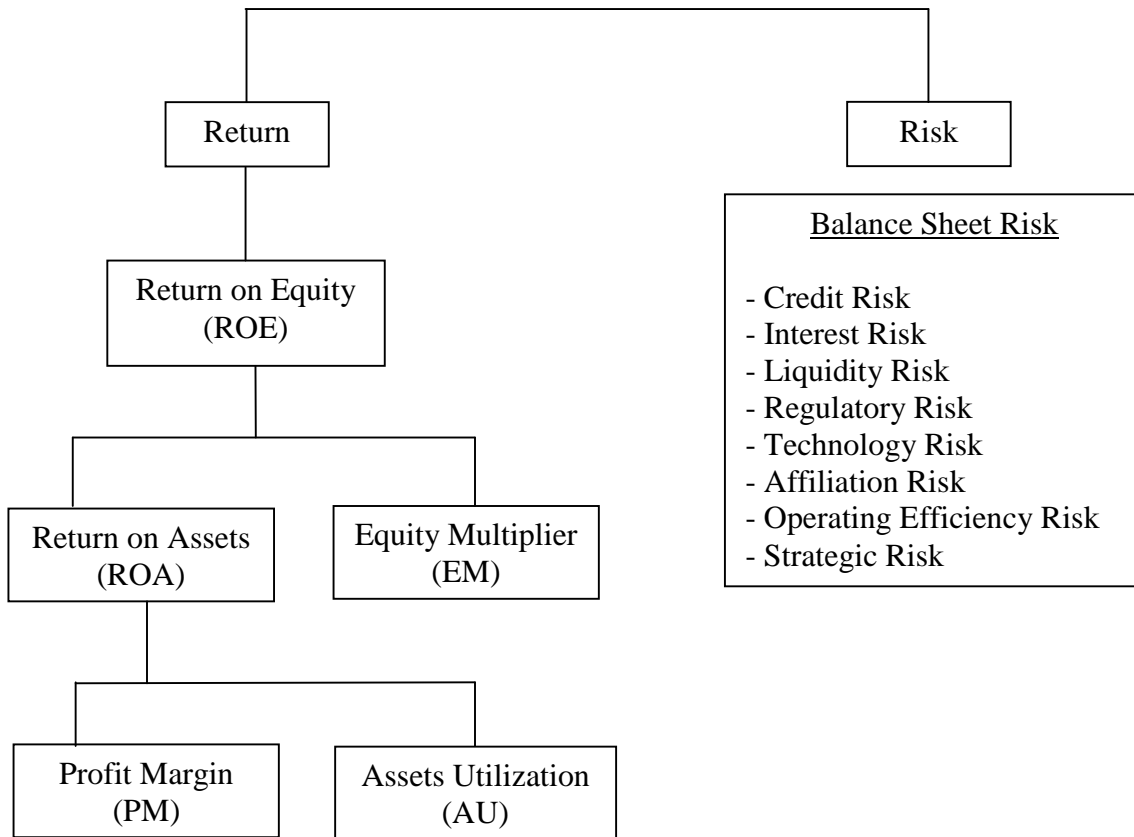 Return
Risk
Balance Sheet Risk
- Credit Risk
- Interest Risk
- Liquidity Risk
- Regulatory Risk
- Technology Risk
- Affiliation Risk
- Operating Efficiency Risk
- Strategic Risk
Return on Equity
(ROE)
Return on Assets
(ROA)
Equity Multiplier
(EM)
Profit Margin
(PM)
Assets Utilization
(AU)